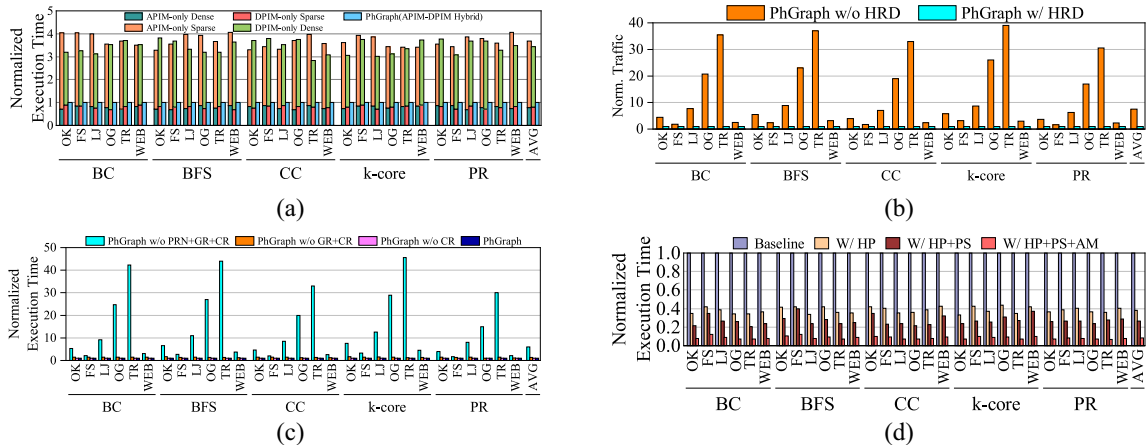 APIM-only Dense DPIM-only Sparse PhGraph(APIM-DPIM Hybrid)
APIM-only Sparse DPIM-only Dense
Normalized
Execution Time
5
4
3
2
1
0
OK FS LJ OG TR WEB OK FS LJ OG TR WEB OK FS LJ OG TR WEB OK FS LJ OG TR WEB OK FS LJ OG TR WEB AVG
BC BFS CC k-core PR
(a)
PhGraph w/o HRD PhGraph w/ HRD
Norm. Traffic
40
30
20
10
0
OK FS LJ OG TR WEB OK FS LJ OG TR WEB OK FS LJ OG TR WEB OK FS LJ OG TR WEB OK FS LJ OG TR WEB AVG
BC BFS CC k-core PR
(b)
PhGraph w/o PRN+GR+CR PhGraph w/o GR+CR PhGraph w/o CR PhGraph
Normalized
Execution Time
50
40
30
20
10
0
OK FS LJ OG TR WEB OK FS LJ OG TR WEB OK FS LJ OG TR WEB OK FS LJ OG TR WEB OK FS LJ OG TR WEB AVG
BC BFS CC k-core PR
(c)
Baseline W/ HP W/ HP+PS W/ HP+PS+AM
Normalized
Execution Time
1.0
0.8
0.6
0.4
0.2
0.0
OK FS LJ OG TR WEB OK FS LJ OG TR WEB OK FS LJ OG TR WEB OK FS LJ OG TR WEB OK FS LJ OG TR WEB AVG
BC BFS CC k-core PR
(d)